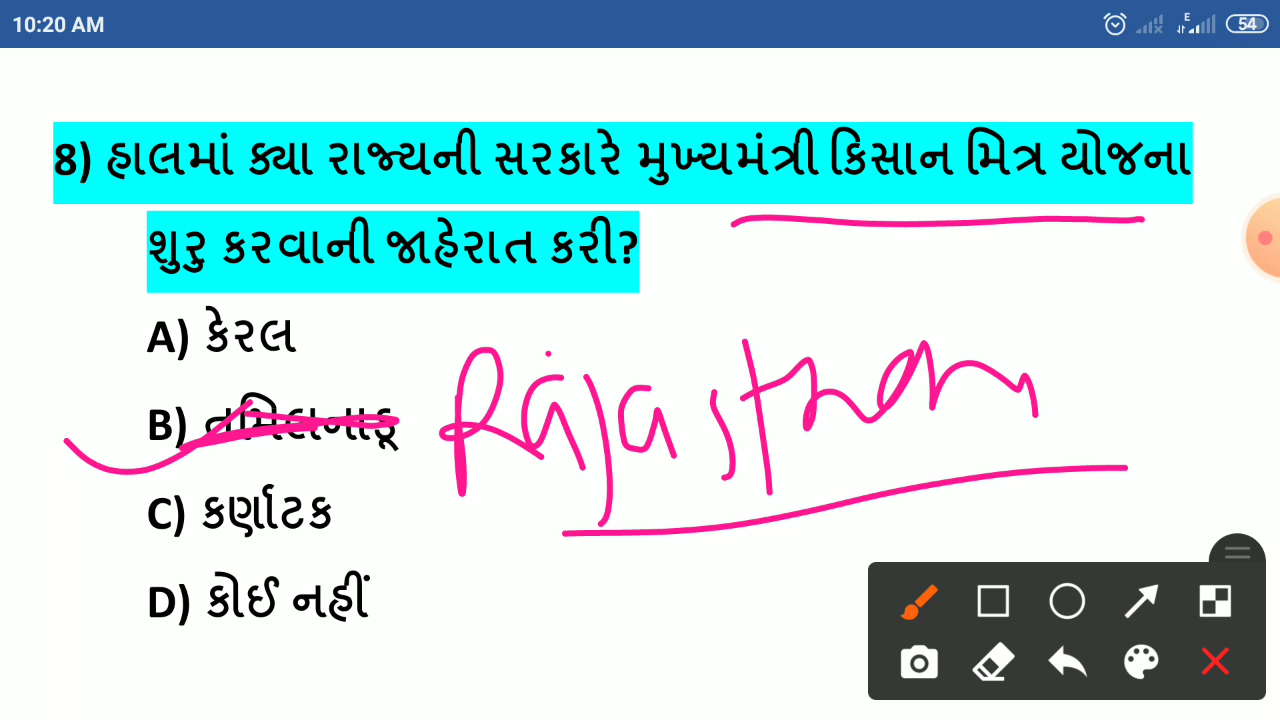 10:20 AM
E
54
8) હાલમાં ક્યા રાજ્યની સરકારે મુખ્યમંત્રી કિસાન મિત્ર યોજના
શુરુ કરવાની જાહેરાત કરી?
A) કેરલ
B) તમિલનાડૂ
Rajasthan
C) કર્ણાટક
D) કોઈ નહીં